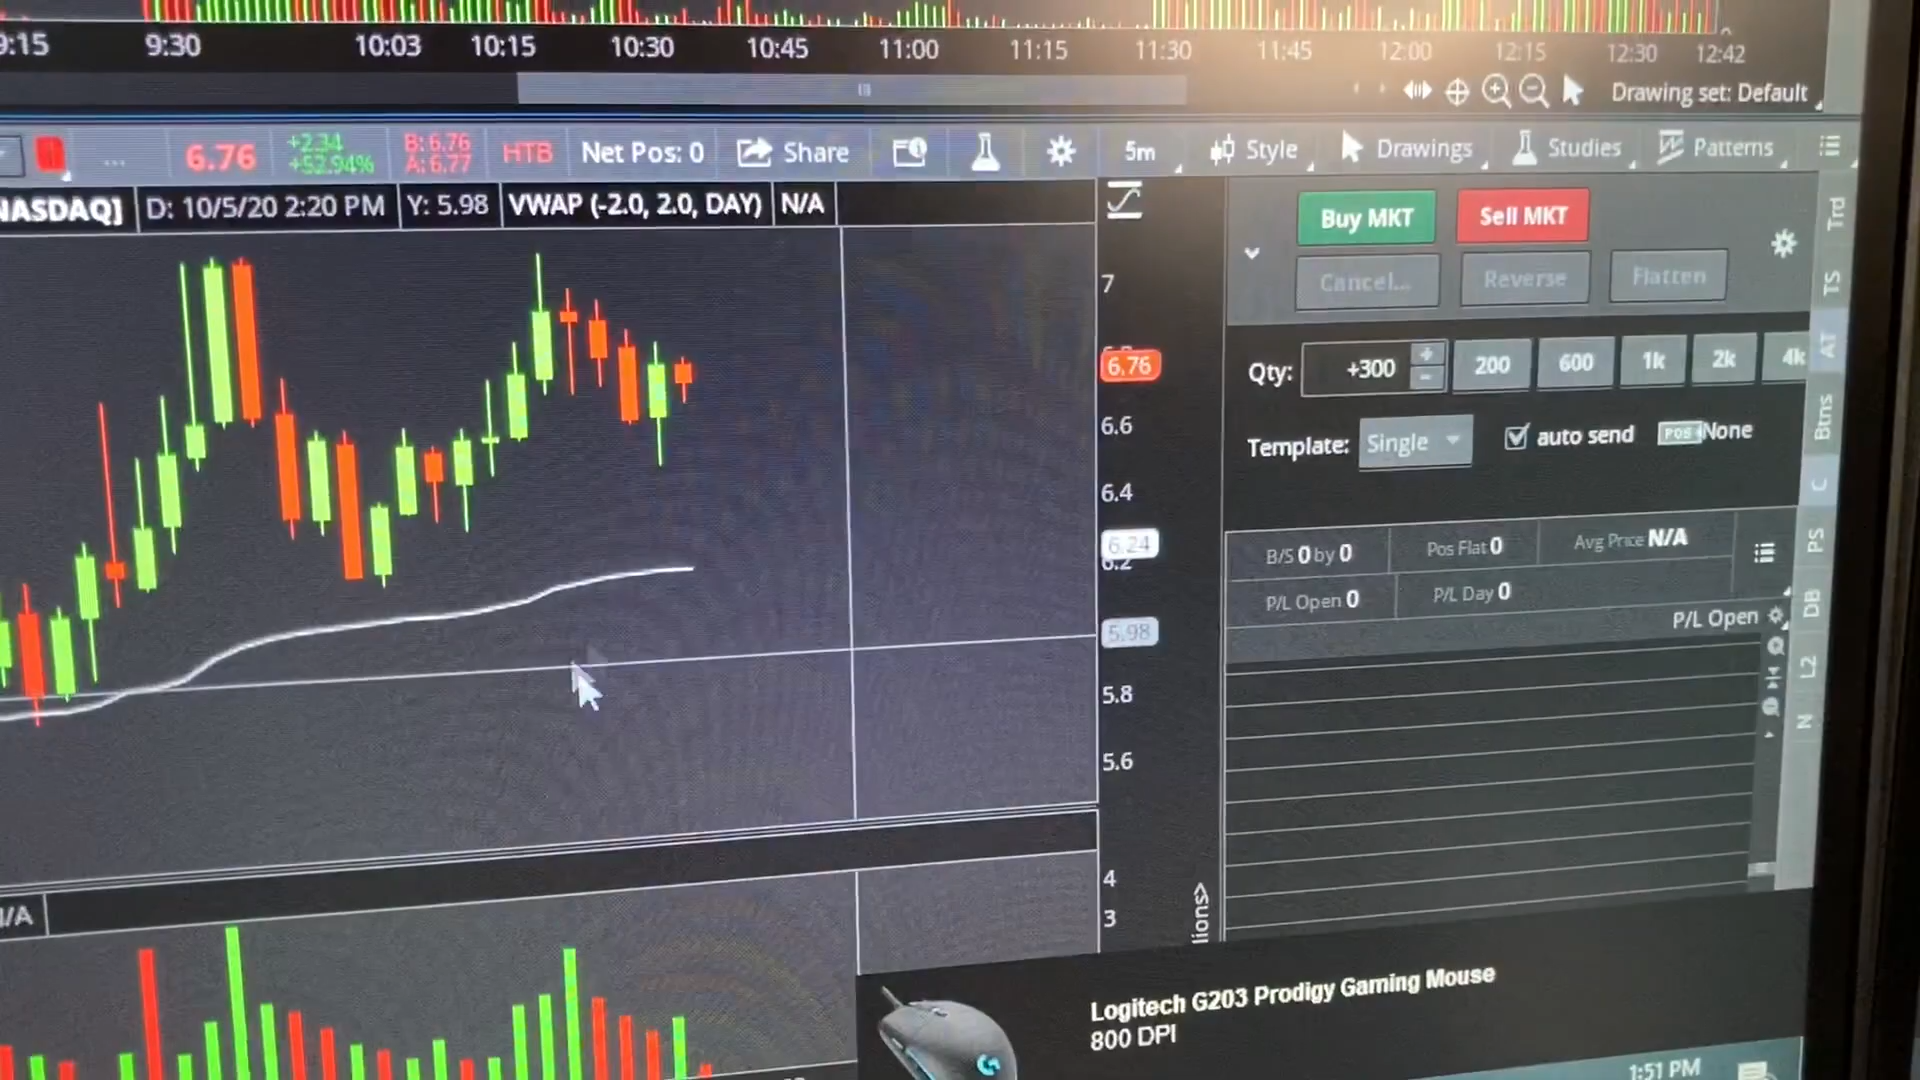 9:15 9:30 10:03 10:15 10:30 10:45 11:00 11:15 11:30 11:45 12:00 12:15 12:30 12:42
Drawing set: Default
6.76 +2.34 B: 6.76 HTB Net Pos: 0 Share 5m Style Drawings Studies Patterns
+52.94% A: 6.77
NASDAQ] D: 10/5/20 2:20 PM Y: 5.98 VWAP (-2.0, 2.0, DAY) N/A
Buy MKT Sell MKT
Cancel... Reverse Flatten
7
6.76
6.6
6.4
6.24
6.2
5.98
5.8
5.6
4
3
Qty: +300 200 600 1k 2k 4k
Template: Single auto send POS None
B/S 0 by 0 Pos Flat 0 Avg Price N/A
P/L Open 0 P/L Day 0
P/L Open
Trd
TS
AT
Btns
C
PS
DB
L2
N
lions>
/A
Logitech G203 Prodigy Gaming Mouse
800 DPI
1:51 PM